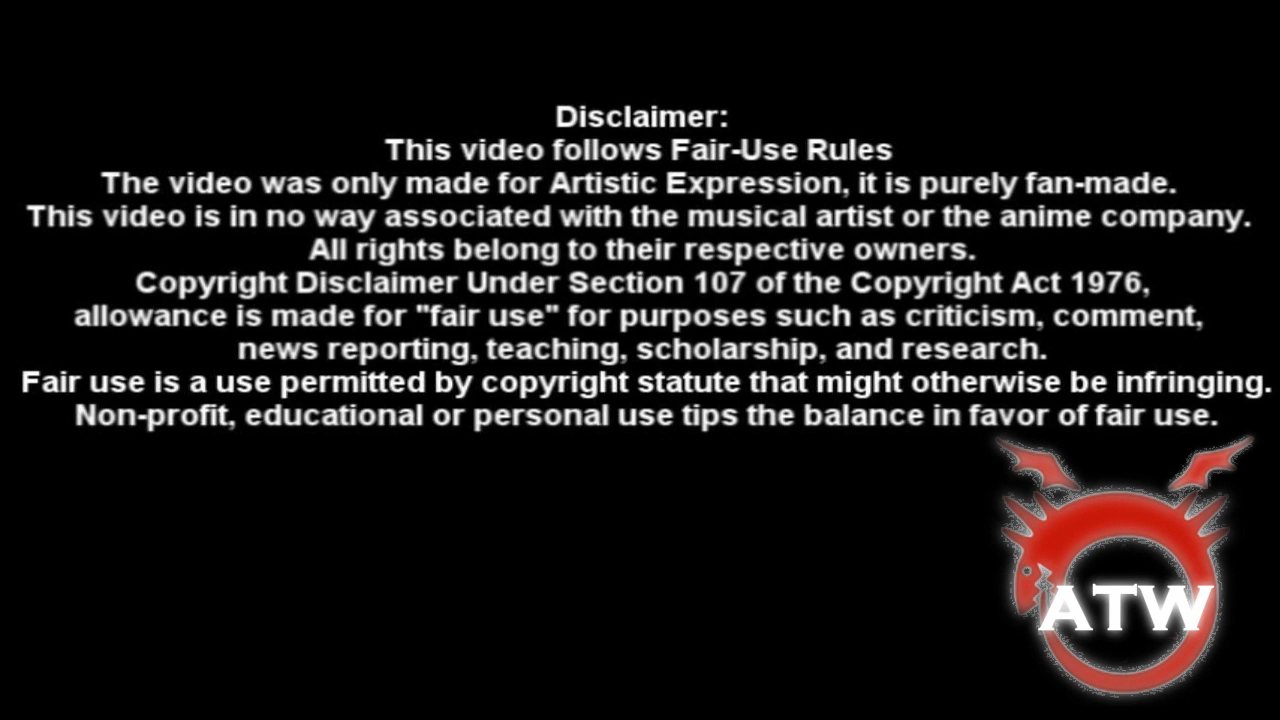 Disclaimer:
This video follows Fair-Use Rules
The video was only made for Artistic Expression, it is purely fan-made.
This video is in no way associated with the musical artist or the anime company.
All rights belong to their respective owners.
Copyright Disclaimer Under Section 107 of the Copyright Act 1976,
allowance is made for "fair use" for purposes such as criticism, comment,
news reporting, teaching, scholarship, and research.
Fair use is a use permitted by copyright statute that might otherwise be infringing.
Non-profit, educational or personal use tips the balance in favor of fair use.
ATW